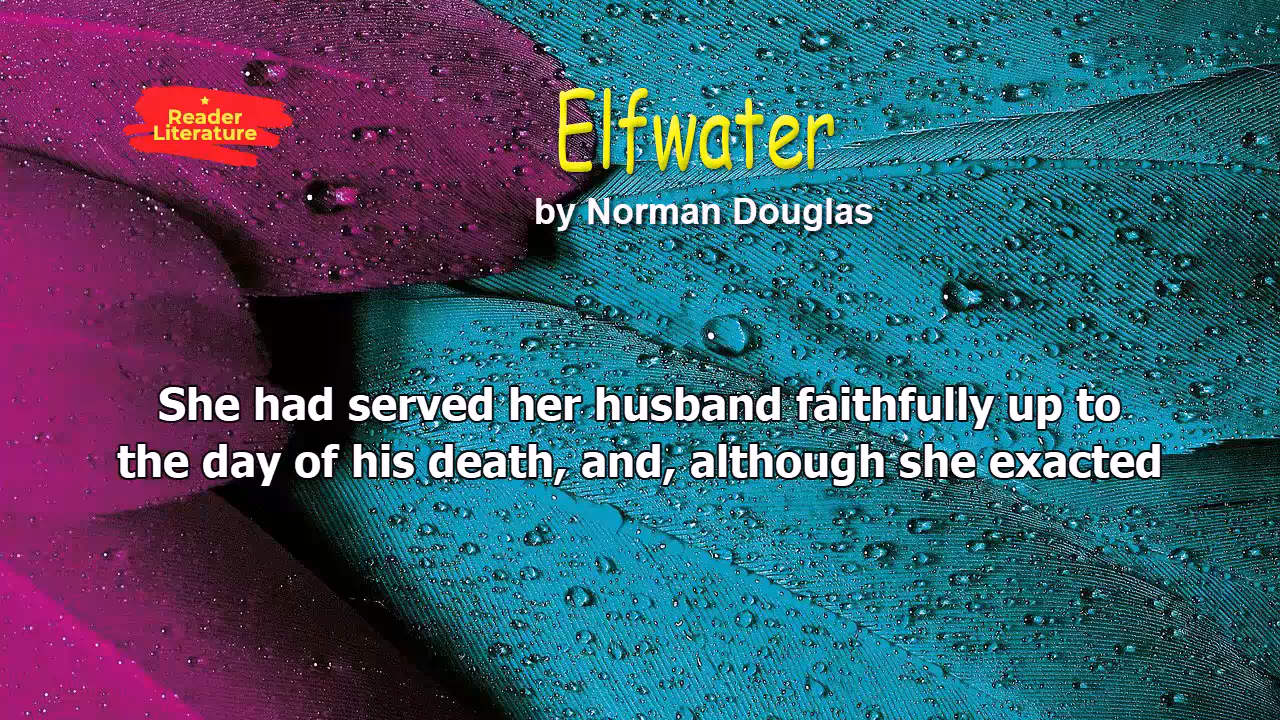 Reader
Literature
Elfwater
by Norman Douglas
She had served her husband faithfully up to
the day of his death, and, although she exacted